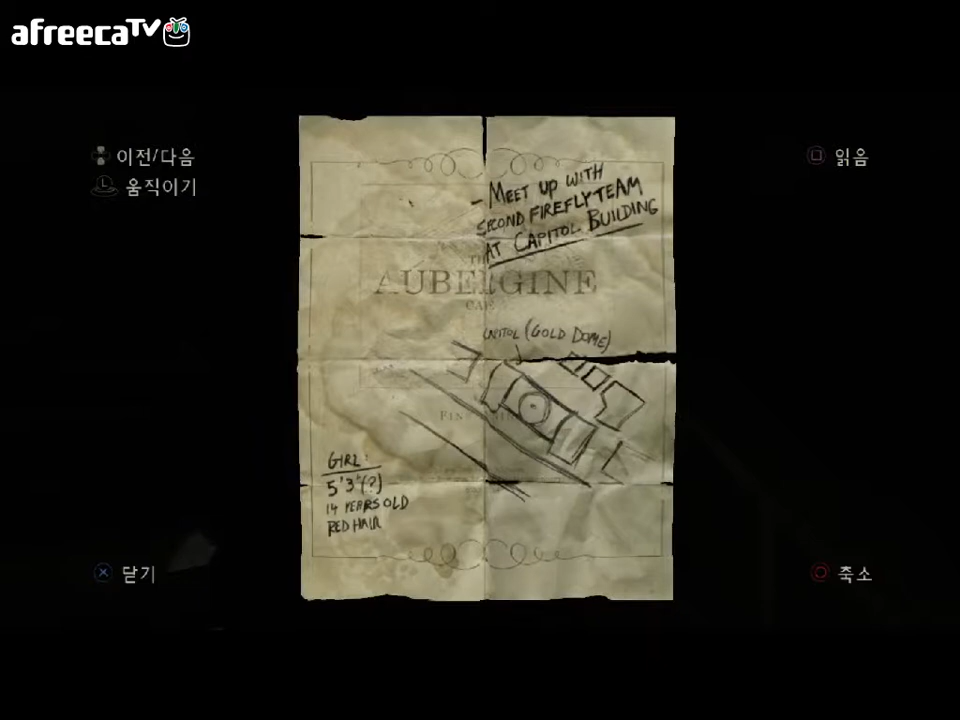 afreecaTV
이전/다음
움직이기
읽음
- MEET UP WITH
SECOND FIREFLY TEAM
AT CAPITOL BUILDING
THE
AUBERGINE
CAPITOL (GOLD DOME)
GIRL:
5'3"(?)
14 YEARS OLD
RED HAIR
닫기
축소